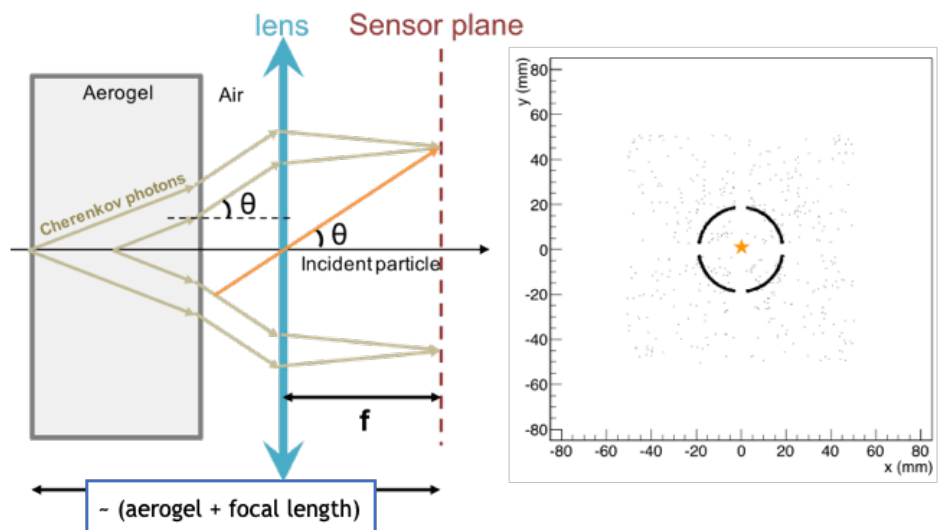 lens
Sensor plane
Aerogel
Air
Cherenkov photons
θ
θ
Incident particle
f
~ (aerogel + focal length)
y (mm)
80
60
40
20
0
-20
-40
-60
-80
-80 -60 -40 -20 0 20 40 60 80
x (mm)